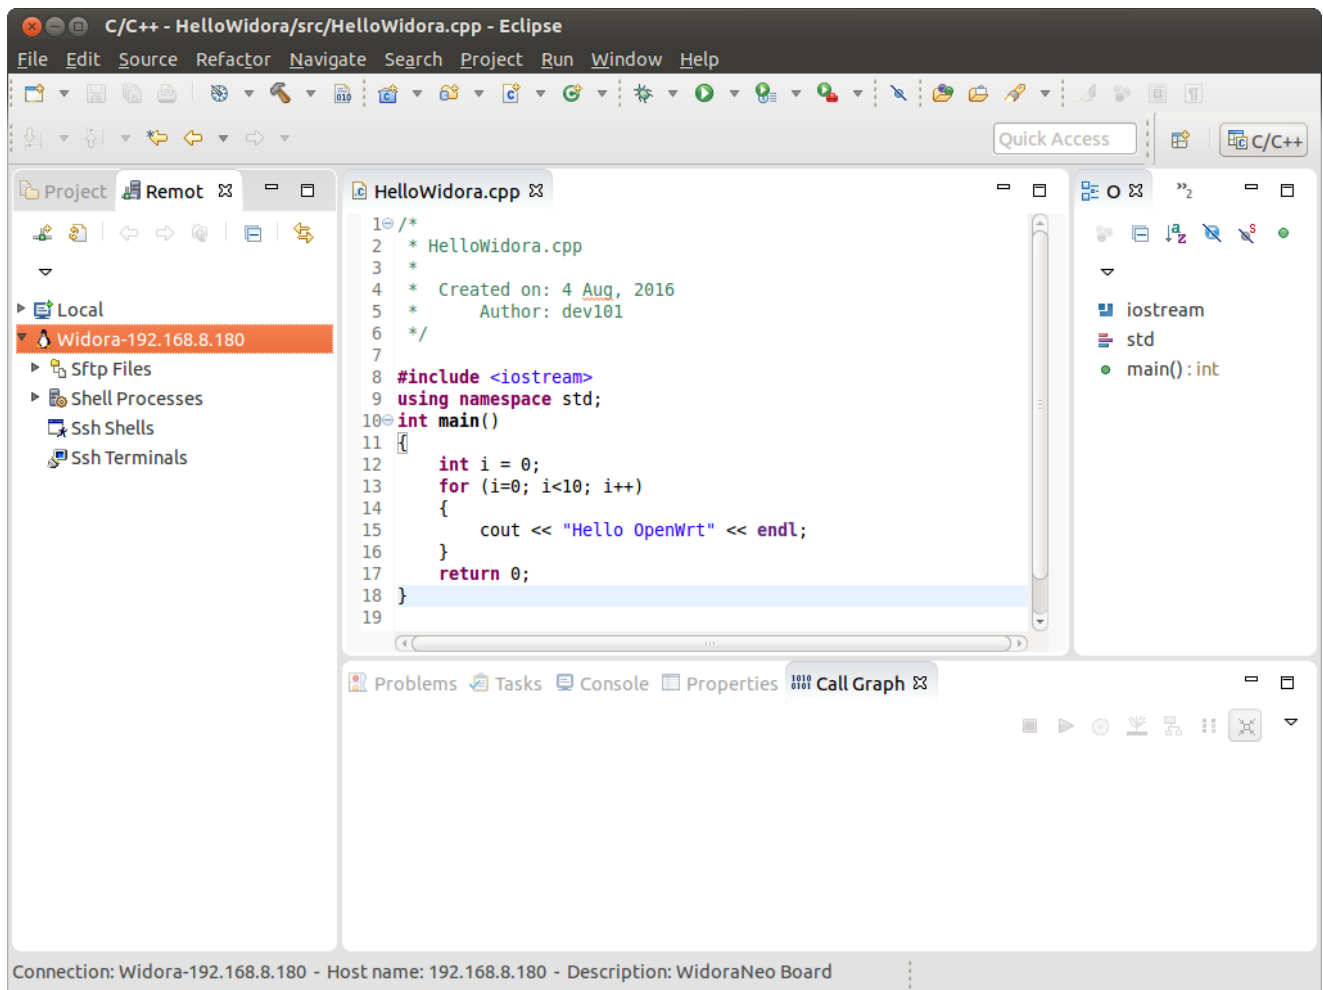 C/C++ - HelloWidora/src/HelloWidora.cpp - Eclipse
File Edit Source Refactor Navigate Search Project Run Window Help
010
Quick Access
C/C++
Project
Remot
Local
Widora-192.168.8.180
Sftp Files
Shell Processes
Ssh Shells
Ssh Terminals
HelloWidora.cpp
1 /*
2  * HelloWidora.cpp
3  *
4  *  Created on: 4 Aug, 2016
5  *      Author: dev101
6  */
7
8 #include <iostream>
9 using namespace std;
10 int main()
11 {
12     int i = 0;
13     for (i=0; i<10; i++)
14     {
15         cout << "Hello OpenWrt" << endl;
16     }
17     return 0;
18 }
19
O
»2
iostream
std
main() : int
Problems Tasks Console Properties 1010 0101 Call Graph
Connection: Widora-192.168.8.180 - Host name: 192.168.8.180 - Description: WidoraNeo Board